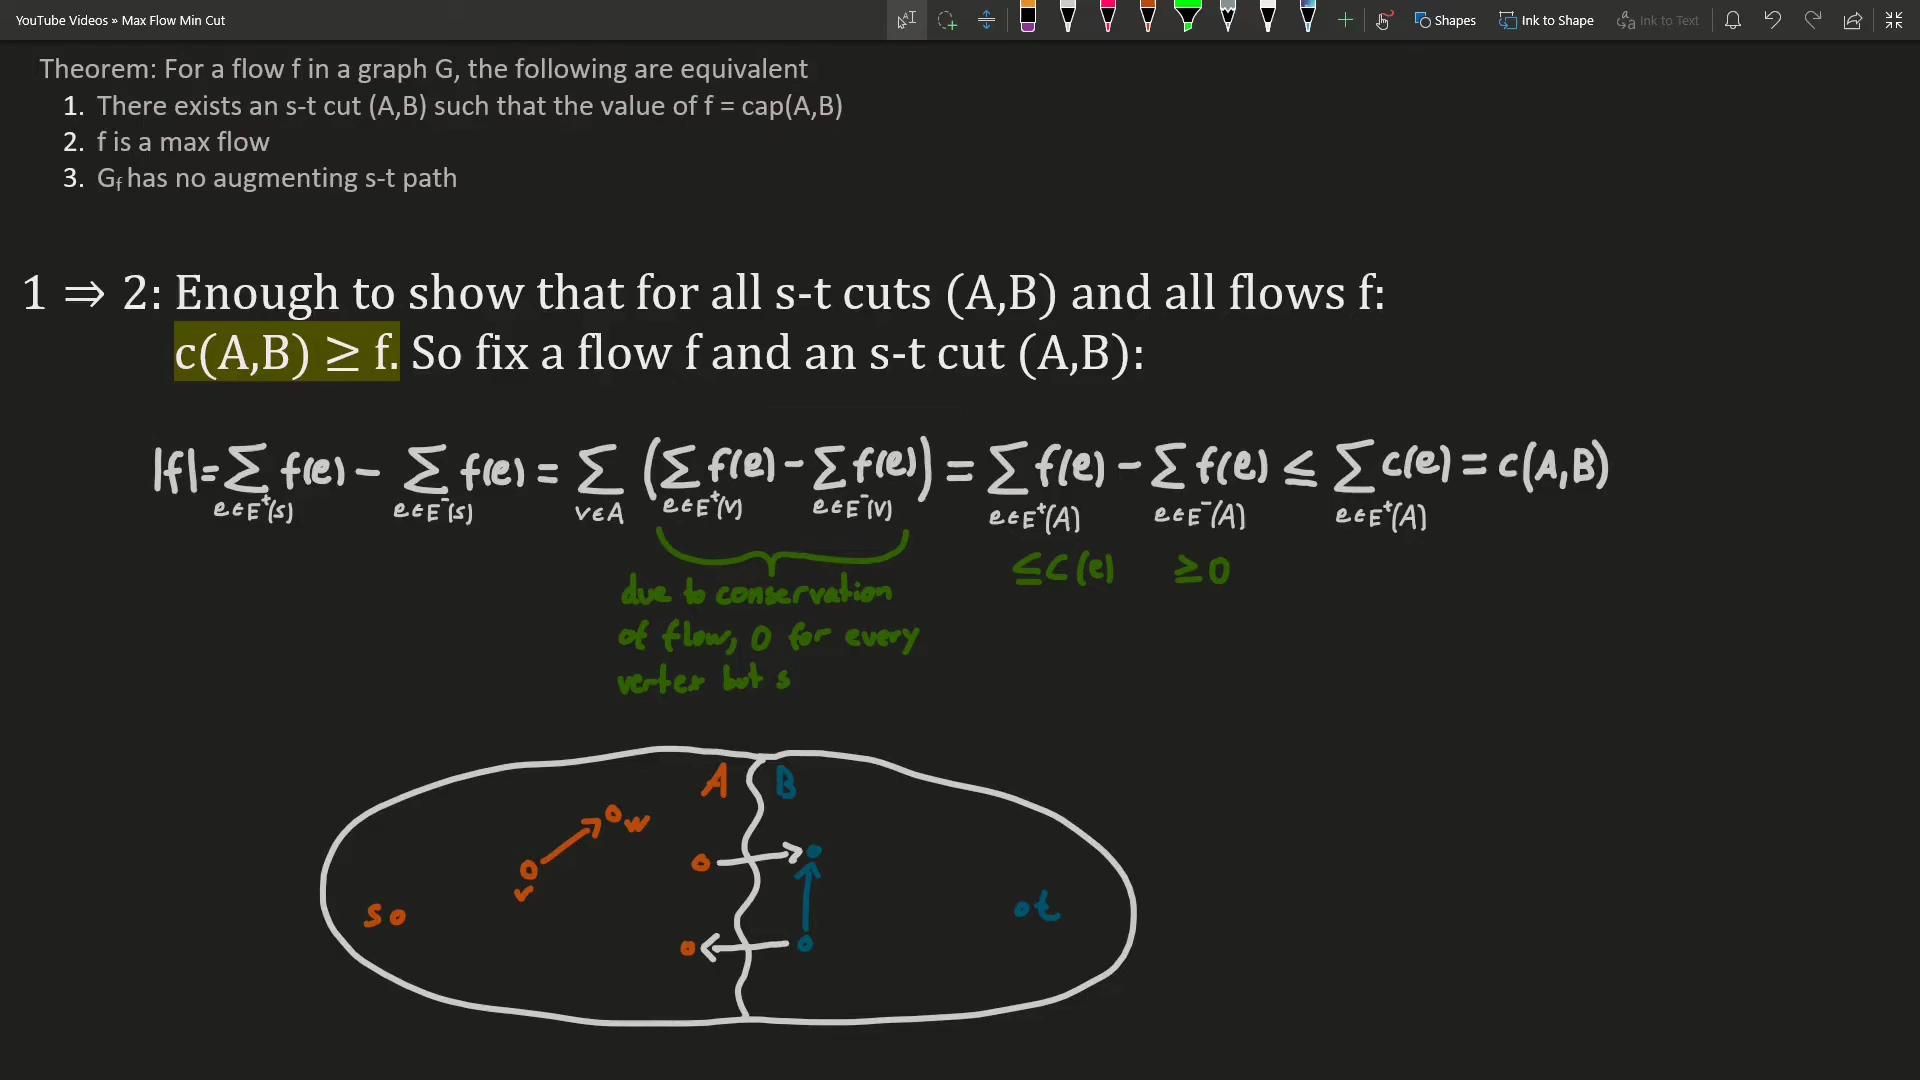 YouTube Videos » Max Flow Min Cut
Shapes
Ink to Shape
Ink to Text
Theorem: For a flow f in a graph G, the following are equivalent
1. There exists an s-t cut (A,B) such that the value of f = cap(A,B)
2. f is a max flow
3. G_f has no augmenting s-t path
1 ⇒ 2: Enough to show that for all s-t cuts (A,B) and all flows f:
c(A,B) ≥ f. So fix a flow f and an s-t cut (A,B):
|f| = ∑ f(e) − ∑ f(e) = ∑ (∑ f(e) − ∑ f(e)) = ∑ f(e) − ∑ f(e) ≤ ∑ c(e) = c(A,B)
e∈E⁺(s) e∈E⁻(s) v∈A e∈E⁺(v) e∈E⁻(v) e∈E⁺(A) e∈E⁻(A) e∈E⁺(A)
≤ c(e) ≥ 0
due to conservation
of flow, 0 for every
vertex but s
A B
w
v
s
t